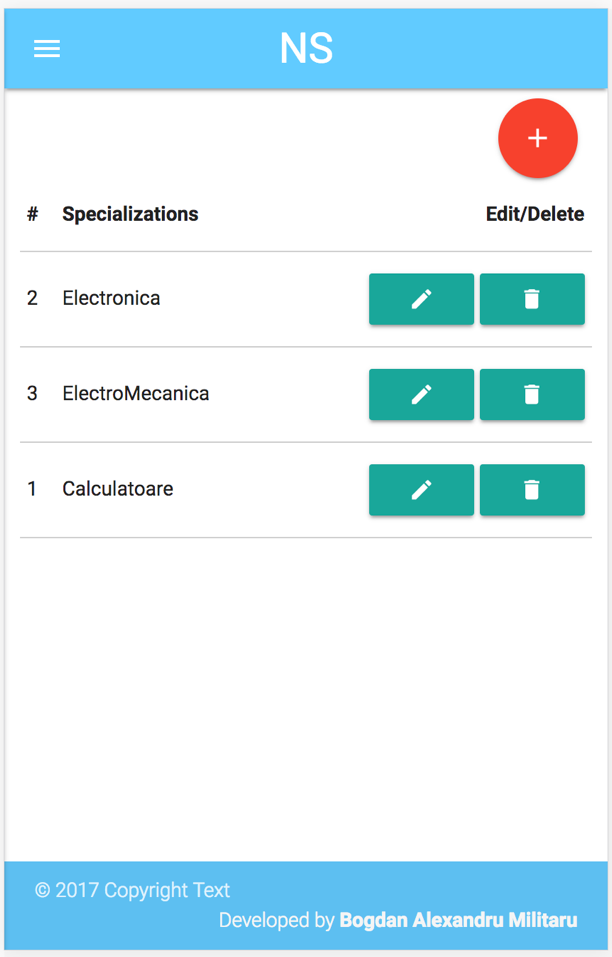 NS
# Specializations Edit/Delete
2 Electronica
3 ElectroMecanica
1 Calculatoare
© 2017 Copyright Text
Developed by Bogdan Alexandru Militaru